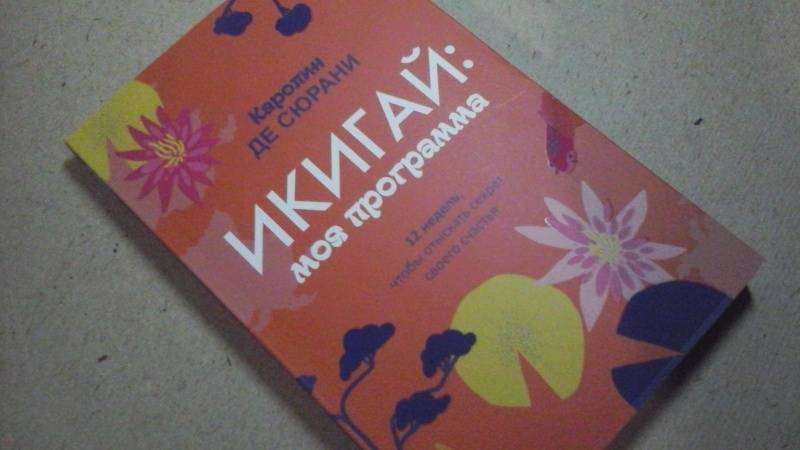 Каролин
ДЕ СЮРАНИ
ИКИГАЙ:
моя программа
12 недель,
чтобы отыскать секрет
своего счастья